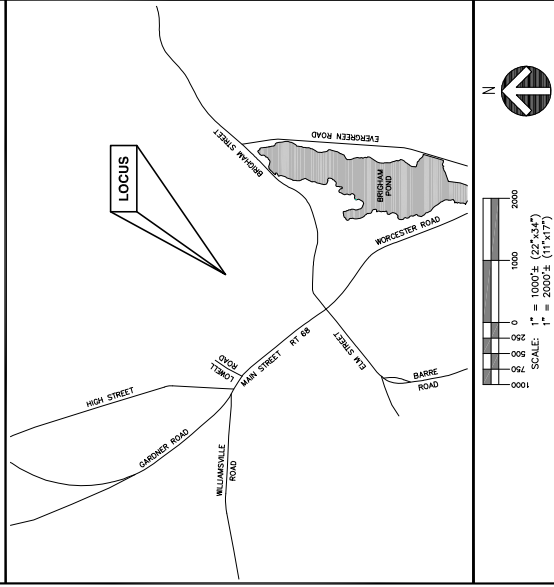 LOCUS
BRIGHAM STREET
EVERGREEN ROAD
BRIGHAM
POND
WORCESTER ROAD
MAIN STREET RT 68
ELM STREET
LOWELL
ROAD
HIGH STREET
GARDNER ROAD
WILLIAMSVILLE
ROAD
BARRE
ROAD
N
1000 750 500 250 0 1000 2000
SCALE: 1" = 1000'± (22"x34")
1" = 2000'± (11"x17")